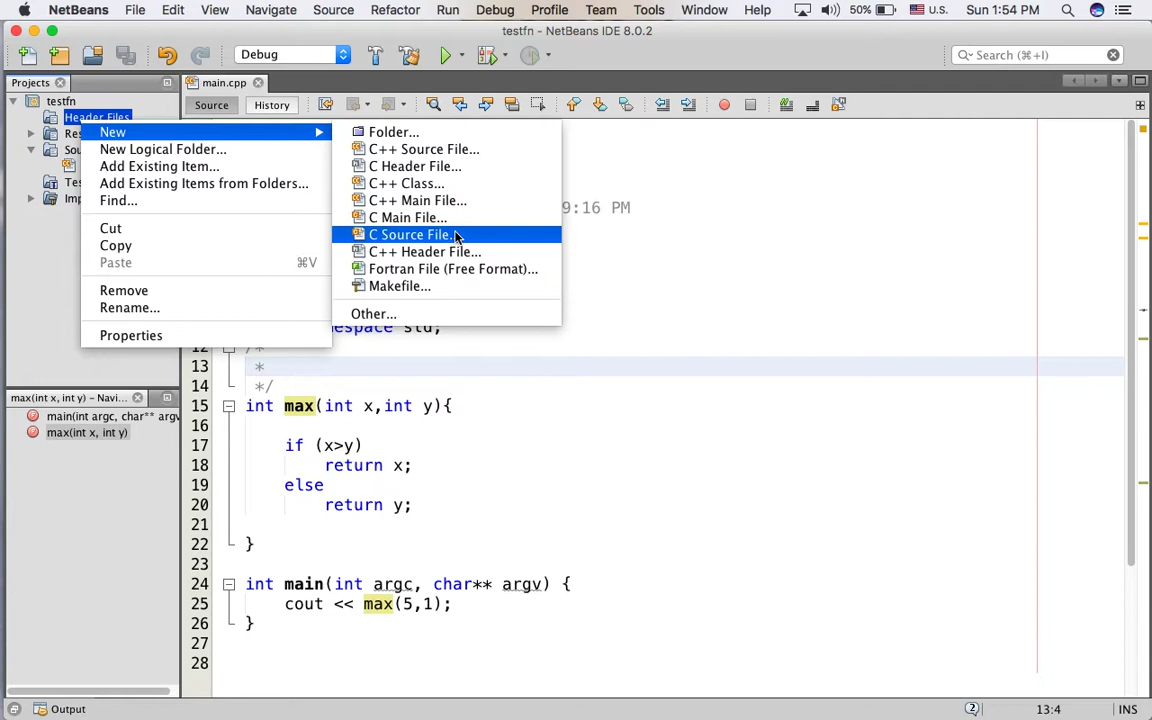 NetBeans File Edit View Navigate Source Refactor Run Debug Profile Team Tools Window Help 50% U.S. Sun 1:54 PM
testfn - NetBeans IDE 8.0.2
Debug Search (⌘+I)
Projects main.cpp
testfn Source History
Header Files
New Folder...
New Logical Folder... C++ Source File...
Add Existing Item... C Header File...
Add Existing Items from Folders... C++ Class...
Find... C++ Main File...
9:16 PM
C Main File...
Cut C Source File...
Copy C++ Header File...
Paste ⌘V Fortran File (Free Format)...
Remove Makefile...
Rename... Other...
Properties
std;
12 /*
13 *
14 */
max(int x, int y) - Navi...
main(int argc, char** argv
max(int x, int y)
15 int max(int x,int y){
16
17 if (x>y)
18 return x;
19 else
20 return y;
21
22 }
23
24 int main(int argc, char** argv) {
25 cout << max(5,1);
26 }
27
28
Output 2 13:4 INS